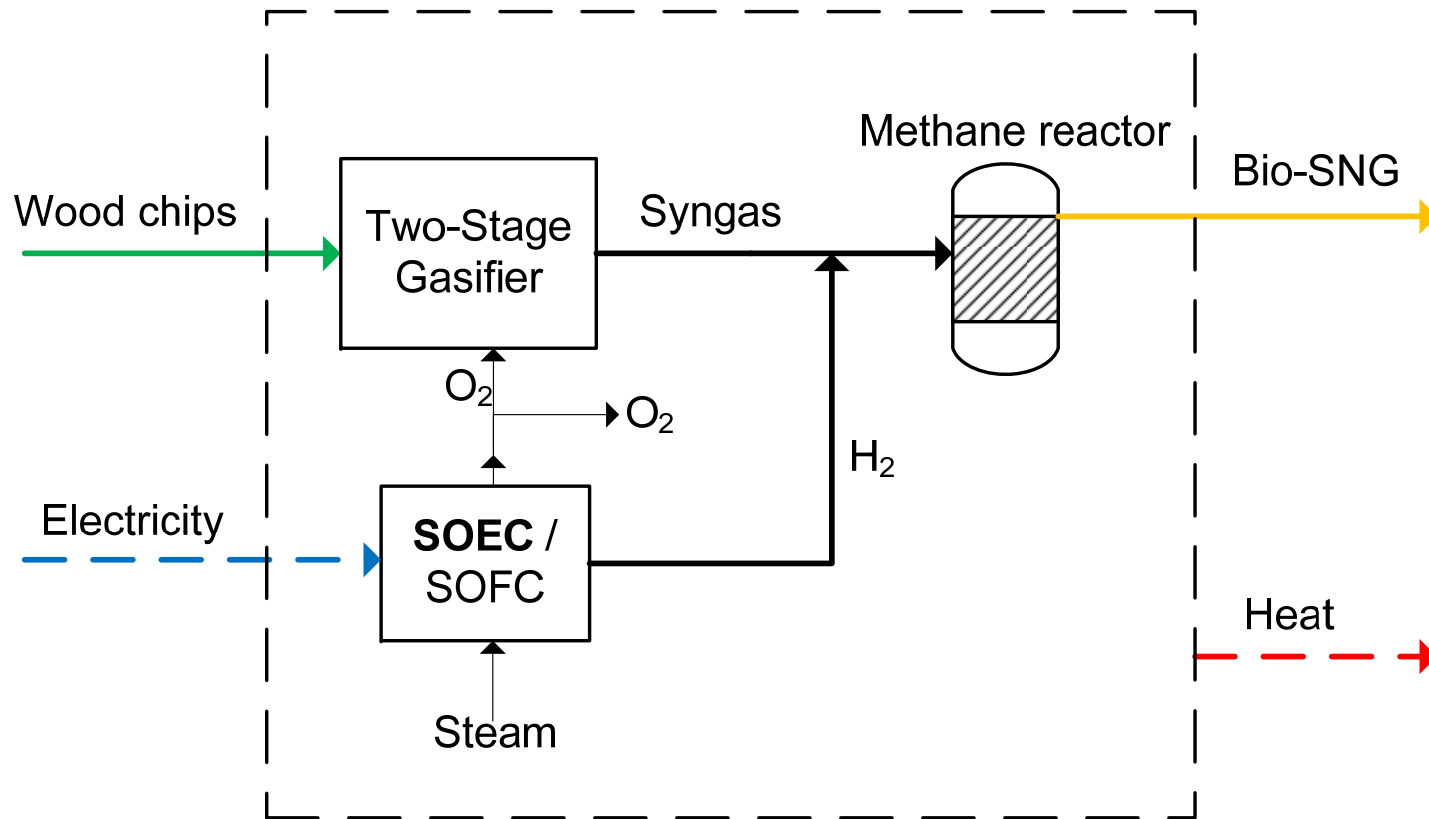 Methane reactor
Bio-SNG
Wood chips
Two-Stage
Gasifier
Syngas
O₂
O₂
H₂
Electricity
SOEC /
SOFC
Heat
Steam